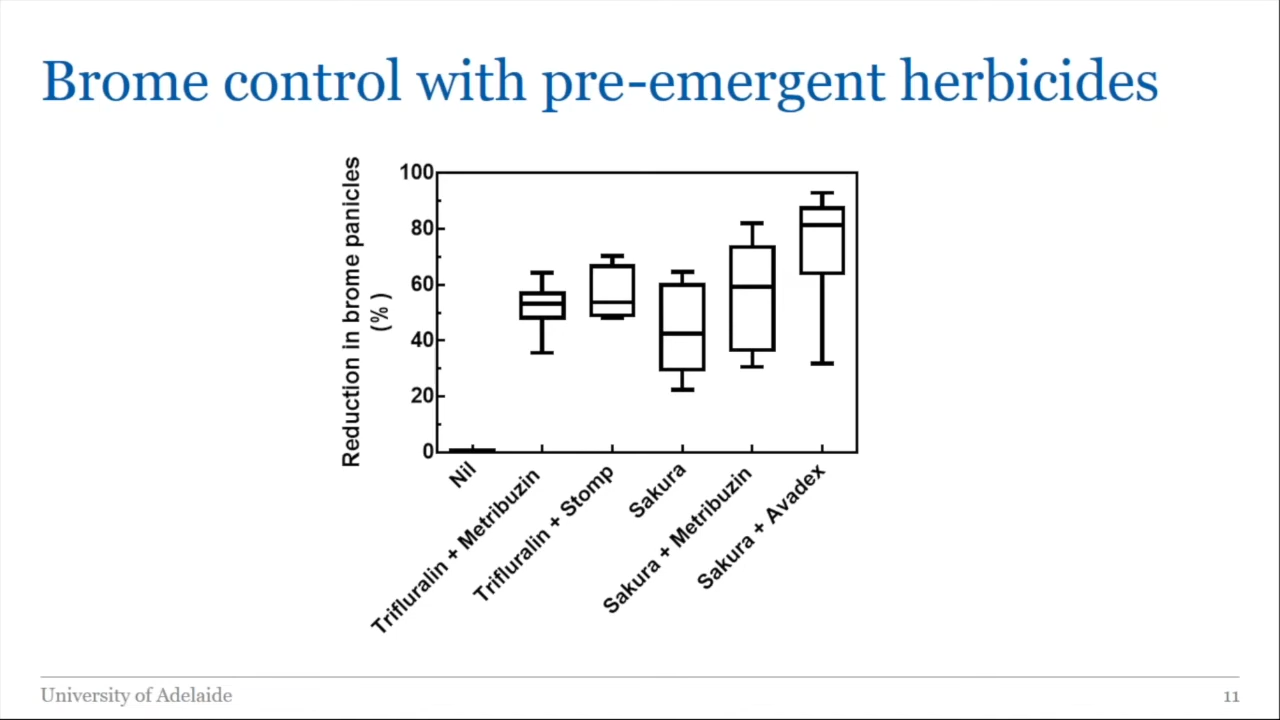 Brome control with pre-emergent herbicides
Reduction in brome panicles
(% )
100
80
60
40
20
0
Nil
Trifluralin + Metribuzin
Trifluralin + Stomp
Sakura
Sakura + Metribuzin
Sakura + Avadex
University of Adelaide
11